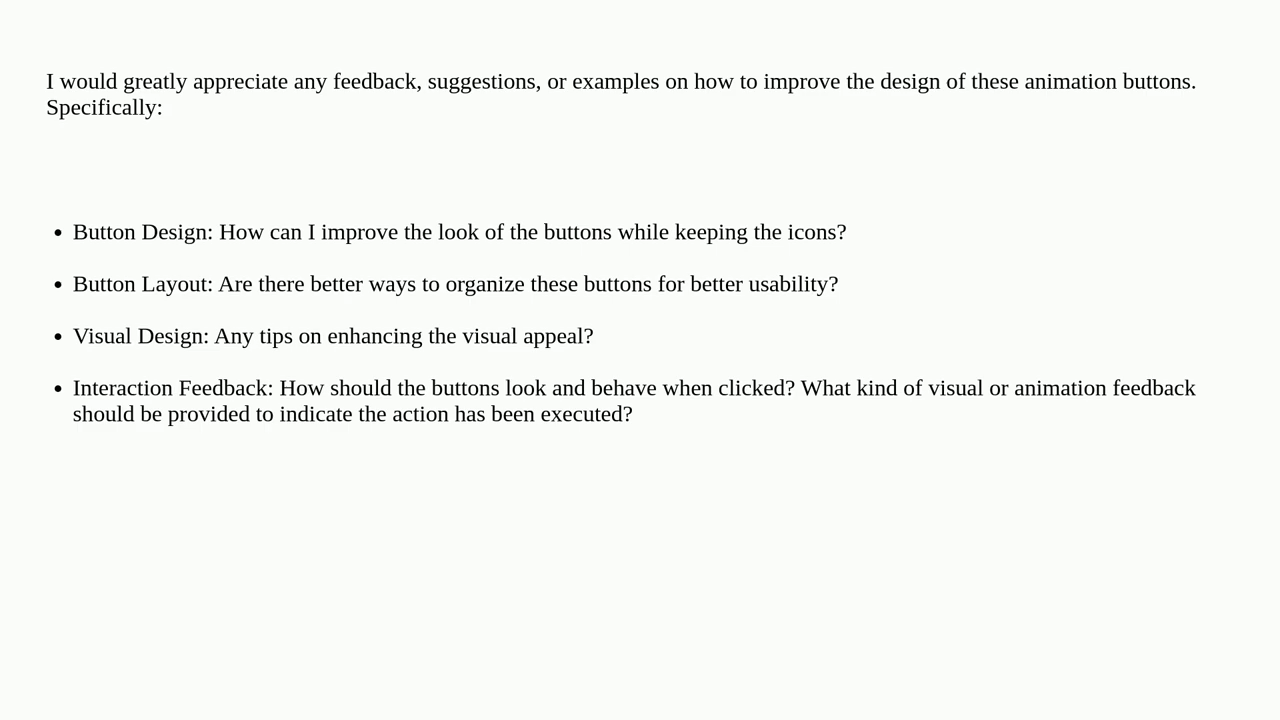 I would greatly appreciate any feedback, suggestions, or examples on how to improve the design of these animation buttons.
Specifically:
• Button Design: How can I improve the look of the buttons while keeping the icons?
• Button Layout: Are there better ways to organize these buttons for better usability?
• Visual Design: Any tips on enhancing the visual appeal?
• Interaction Feedback: How should the buttons look and behave when clicked? What kind of visual or animation feedback
should be provided to indicate the action has been executed?